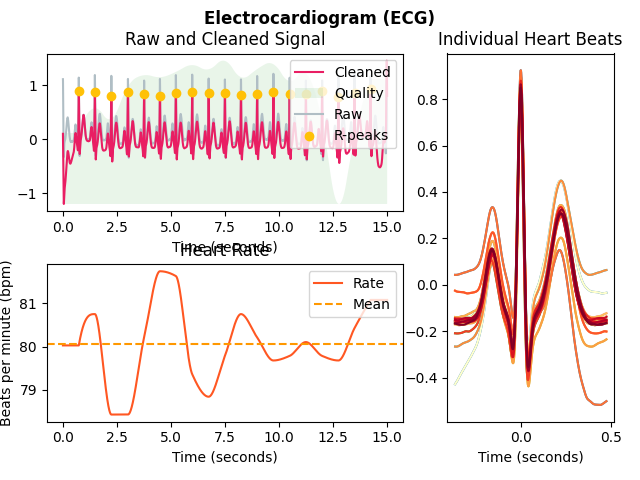 Electrocardiogram (ECG)
Raw and Cleaned Signal
Cleaned
Quality
Raw
R-peaks
1
0
−1
0.0 2.5 5.0 7.5 10.0 12.5 15.0
Time (seconds)
Heart Rate
Rate
Mean
Beats per minute (bpm)
81
80
79
0.0 2.5 5.0 7.5 10.0 12.5 15.0
Time (seconds)
Individual Heart Beats
0.8
0.6
0.4
0.2
0.0
−0.2
−0.4
0.0 0.5
Time (seconds)